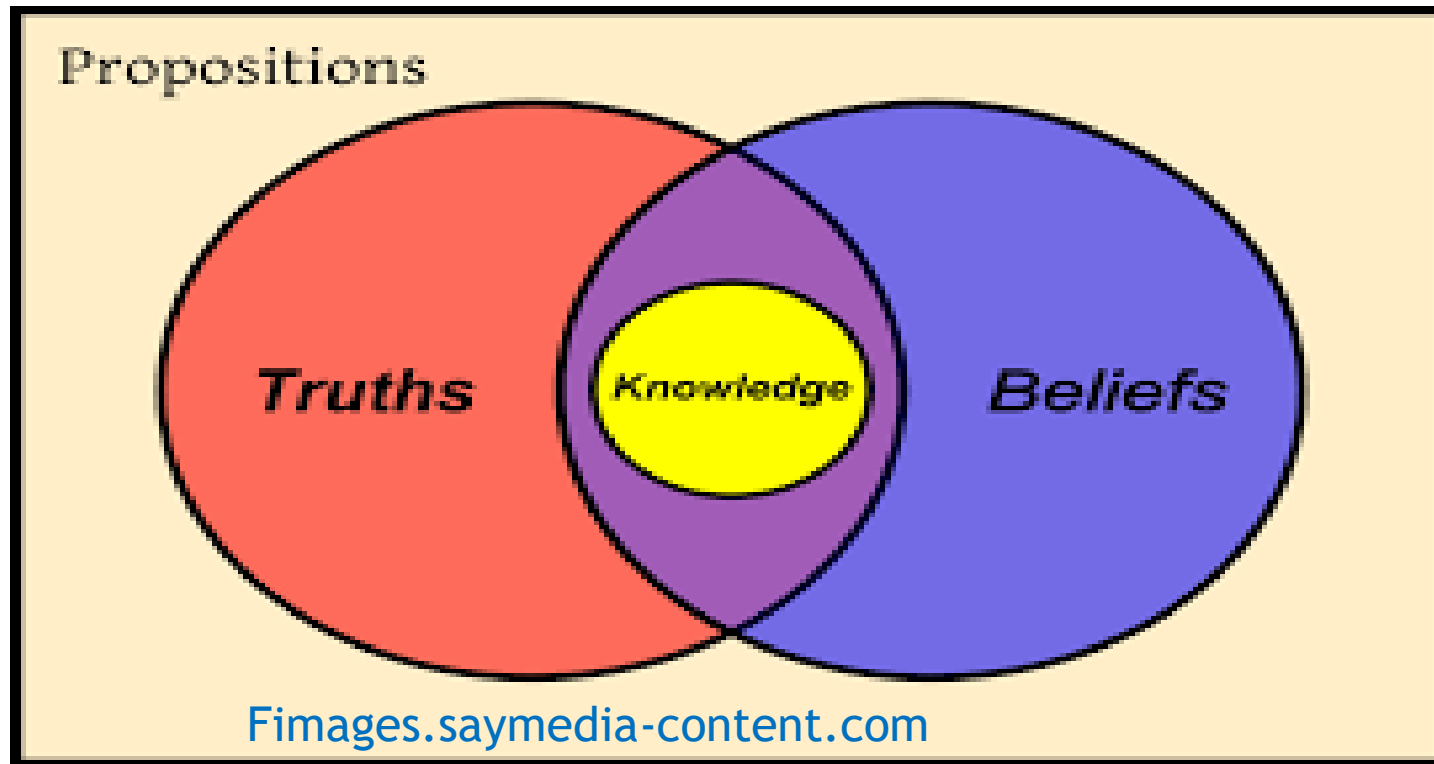 Propositions
Truths
Knowledge
Beliefs
Fimages.saymedia-content.com